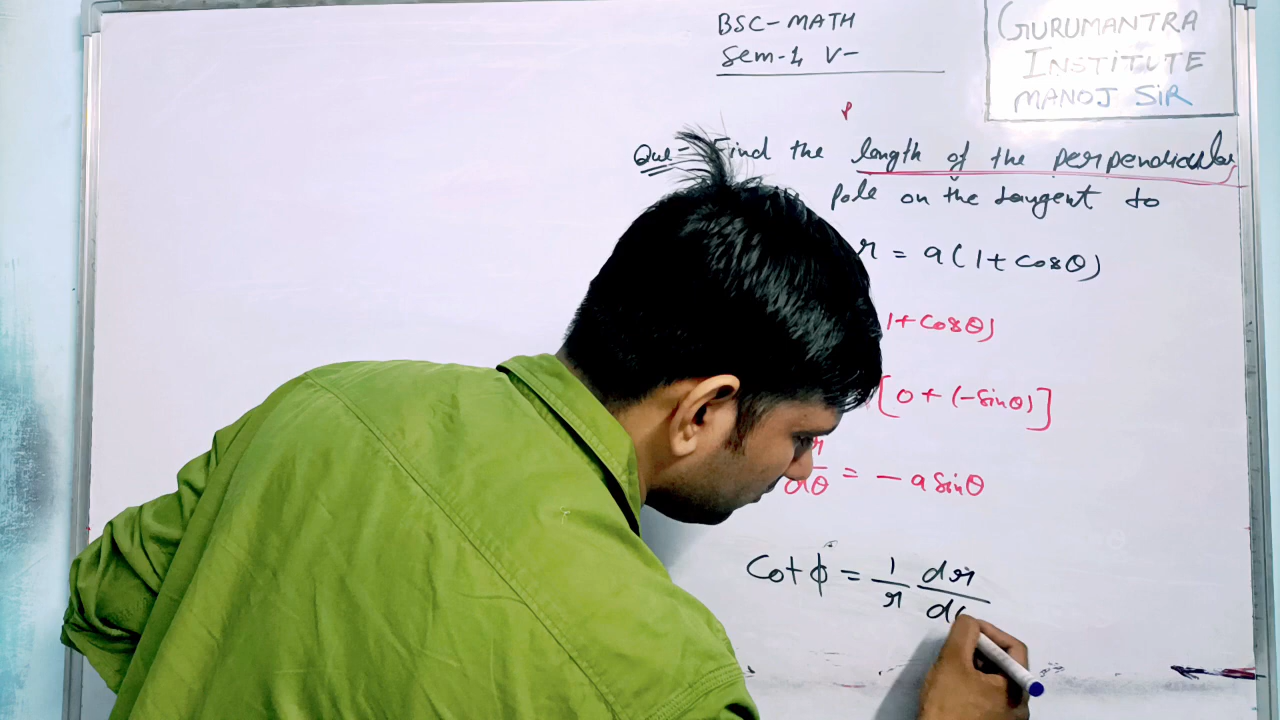 BSC-MATH
Sem-1 V-
GURUMANTRA
INSTITUTE
MANOJ SIR
P
Que- Find the length of the perpendicular
pole on the tangent to
r = a(1+cosθ)
1+cosθ)
[0+(-sinθ)]
dθ = -a sinθ
Cot ϕ = 1/r dr/d